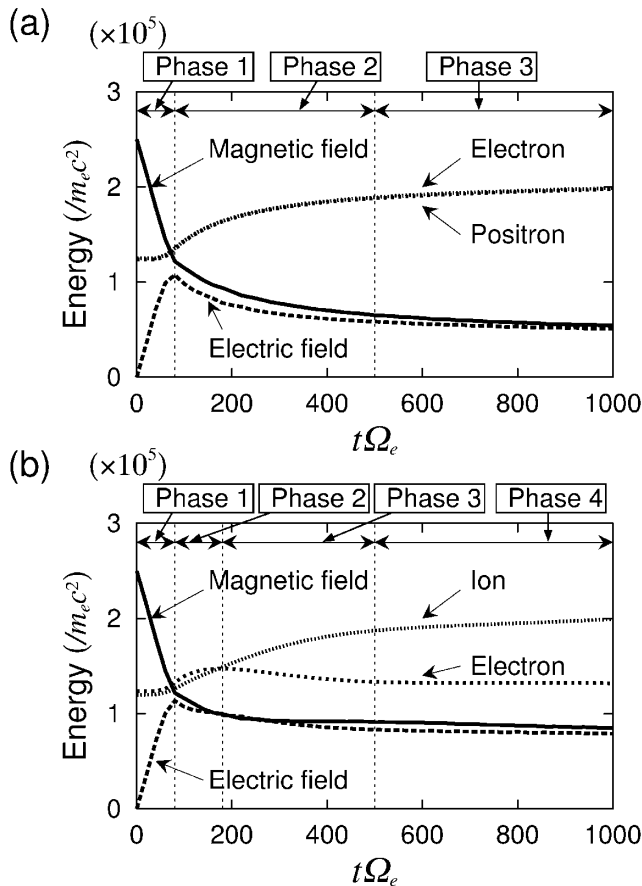 (a)
(×10⁵)
Phase 1 Phase 2 Phase 3
3
2
1
0
Energy (/mₑc²)
Magnetic field
Electron
Positron
Electric field
0 200 400 600 800 1000
tΩₑ
(b)
(×10⁵)
Phase 1 Phase 2 Phase 3 Phase 4
3
2
1
0
Energy (/mₑc²)
Magnetic field
Ion
Electron
Electric field
0 200 400 600 800 1000
tΩₑ